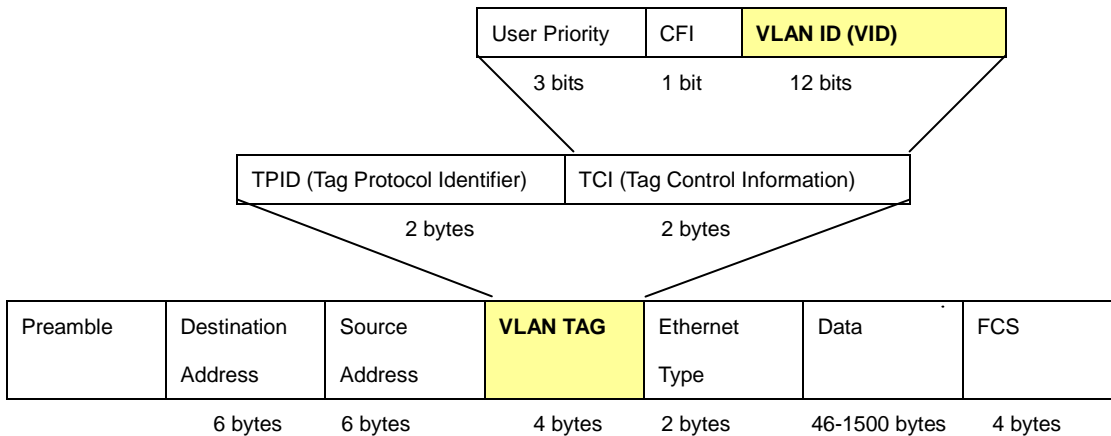 User Priority CFI VLAN ID (VID)
3 bits 1 bit 12 bits
TPID (Tag Protocol Identifier) TCI (Tag Control Information)
2 bytes 2 bytes
Preamble Destination Address Source Address VLAN TAG Ethernet Type Data FCS
6 bytes 6 bytes 4 bytes 2 bytes 46-1500 bytes 4 bytes